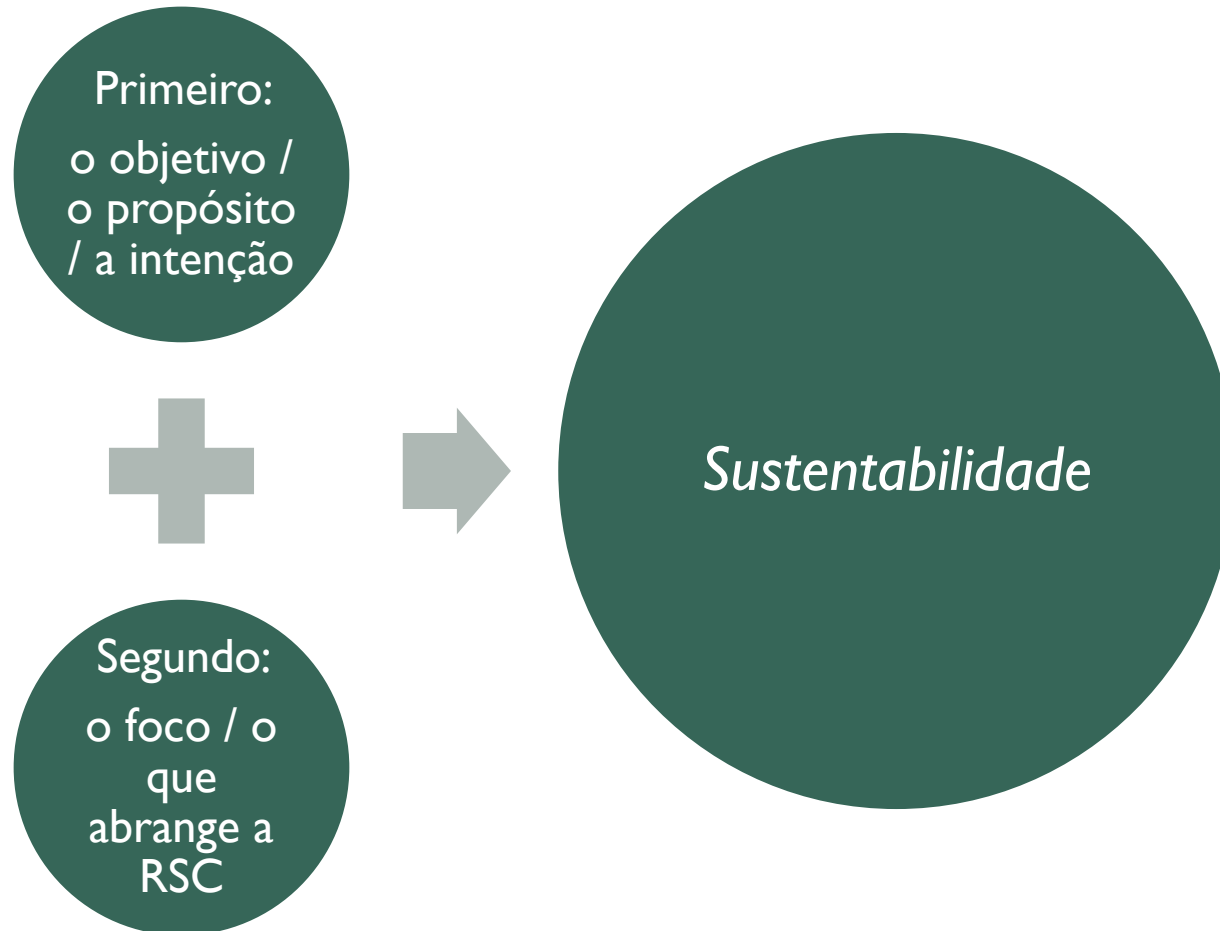 Primeiro:
o objetivo /
o propósito
/ a intenção
Segundo:
o foco / o
que
abrange a
RSC
Sustentabilidade